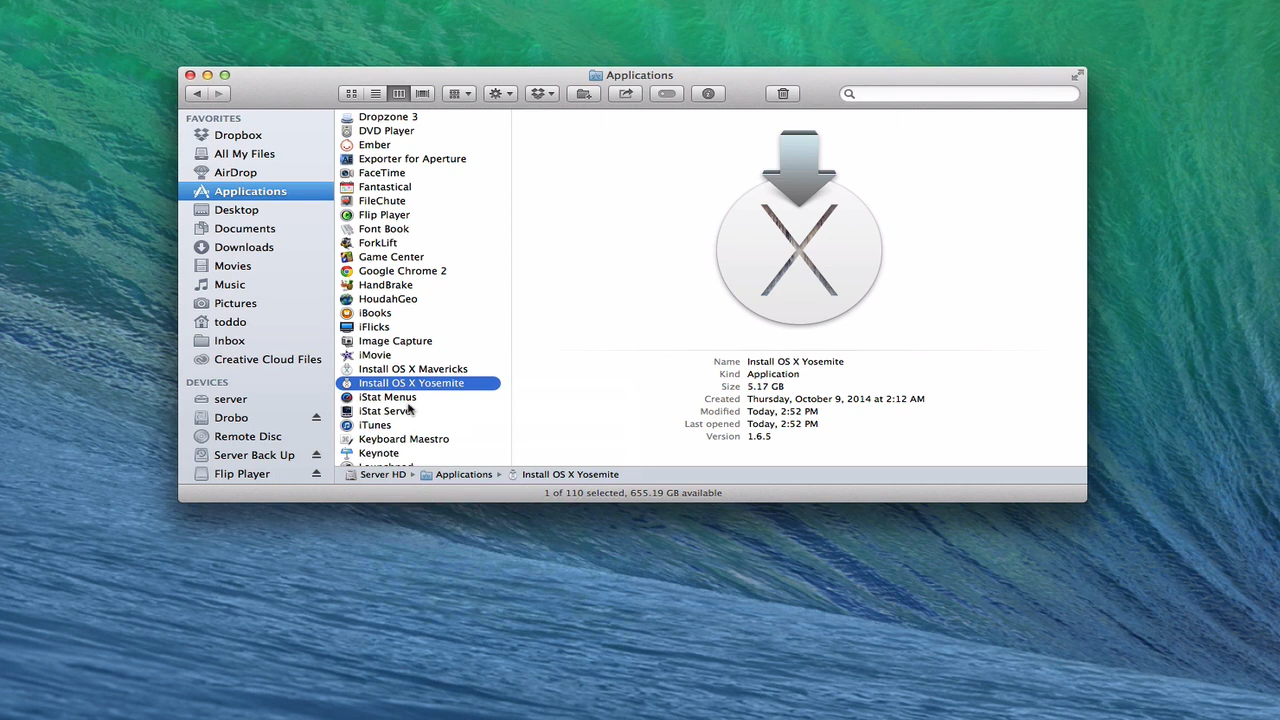 Applications
FAVORITES
Dropbox
All My Files
AirDrop
Applications
Desktop
Documents
Downloads
Movies
Music
Pictures
toddo
Inbox
Creative Cloud Files
DEVICES
server
Drobo
Remote Disc
Server Back Up
Flip Player
Dropzone 3
DVD Player
Ember
Exporter for Aperture
FaceTime
Fantastical
FileChute
Flip Player
Font Book
ForkLift
Game Center
Google Chrome 2
HandBrake
HoudahGeo
iBooks
iFlicks
Image Capture
iMovie
Install OS X Mavericks
Install OS X Yosemite
iStat Menus
iStat Server
iTunes
Keyboard Maestro
Keynote
Launchpad
Name Install OS X Yosemite
Kind Application
Size 5.17 GB
Created Thursday, October 9, 2014 at 2:12 AM
Modified Today, 2:52 PM
Last opened Today, 2:52 PM
Version 1.6.5
Server HD ▸ Applications ▸ Install OS X Yosemite
1 of 110 selected, 655.19 GB available